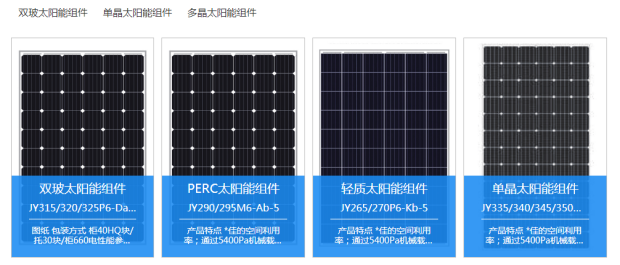 双玻太阳能组件 单晶太阳能组件 多晶太阳能组件
双玻太阳能组件
JY315/320/325P6-Da...
图纸 包装方式 柜40HQ块/
托30块/柜660电性能参...
PERC太阳能组件
JY290/295M6-Ab-5
产品特点 *佳的空间利用
率；通过5400Pa机械载...
轻质太阳能组件
JY265/270P6-Kb-5
产品特点 *佳的空间利用
率；通过5400Pa机械载...
单晶太阳能组件
JY335/340/345/350...
产品特点 *佳的空间利用
率；通过5400Pa机械载...